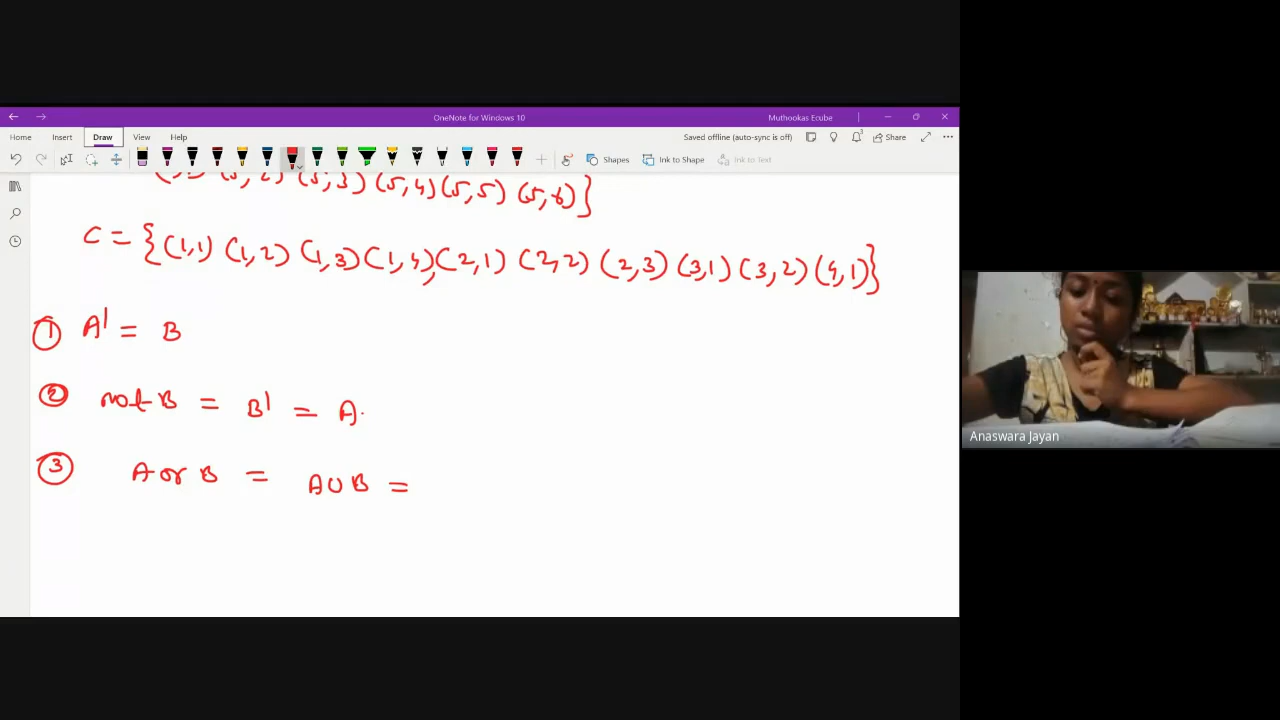 OneNote for Windows 10
Muthookas Ecube
Home Insert Draw View Help
Saved offline (auto-sync is off)
Share
Shapes
Ink to Shape
Ink to Text
(5,2) (5,3) (5,4) (5,5) (5,6)}
C = {(1,1) (1,2) (1,3) (1,4), (2,1) (2,2) (2,3) (3,1) (3,2) (4,1)}
① A' = B
② not B = B' = A.
③ A or B = A∪B =
Anaswara Jayan